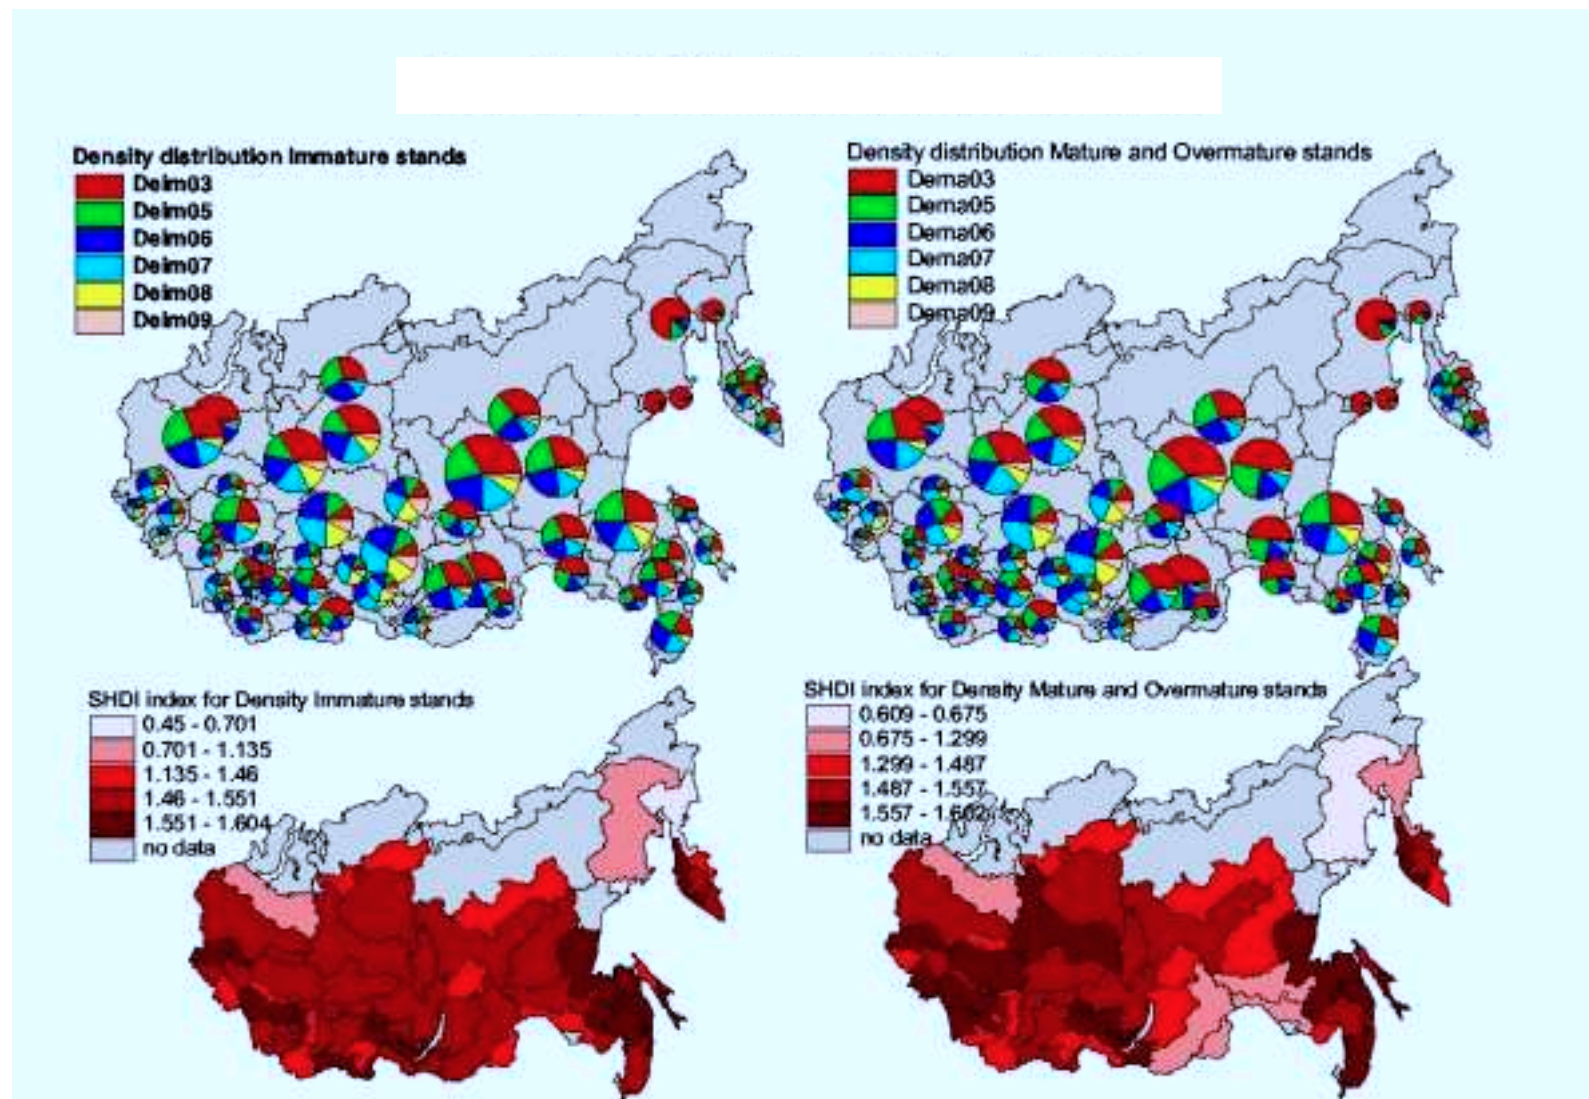 Density distribution Immature stands
Deim03
Deim05
Deim06
Deim07
Deim08
Deim09
Density distribution Mature and Overmature stands
Dema03
Dema05
Dema06
Dema07
Dema08
Dema09
SHDI index for Density Immature stands
0.45 - 0.701
0.701 - 1.135
1.135 - 1.46
1.46 - 1.551
1.551 - 1.604
no data
SHDI index for Density Mature and Overmature stands
0.609 - 0.675
0.675 - 1.299
1.299 - 1.487
1.487 - 1.557
1.557 - 1.602
no data